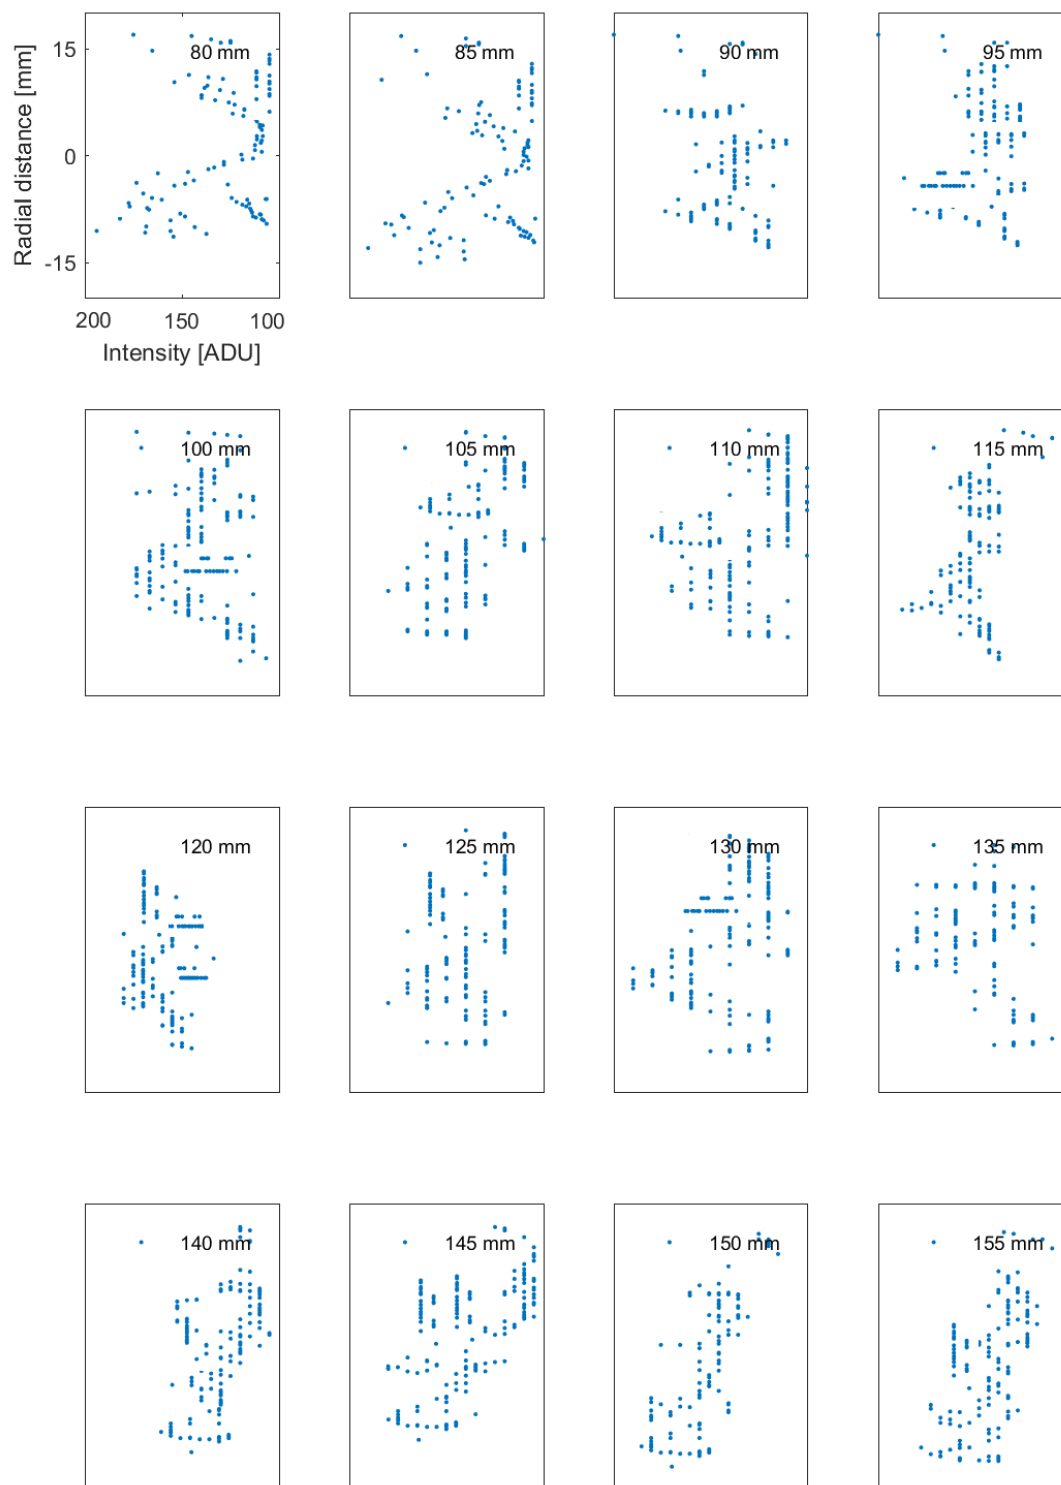 80 mm
85 mm
90 mm
95 mm
15
0
-15
Radial distance [mm]
200 150 100
Intensity [ADU]
100 mm
105 mm
110 mm
115 mm
120 mm
125 mm
130 mm
135 mm
140 mm
145 mm
150 mm
155 mm